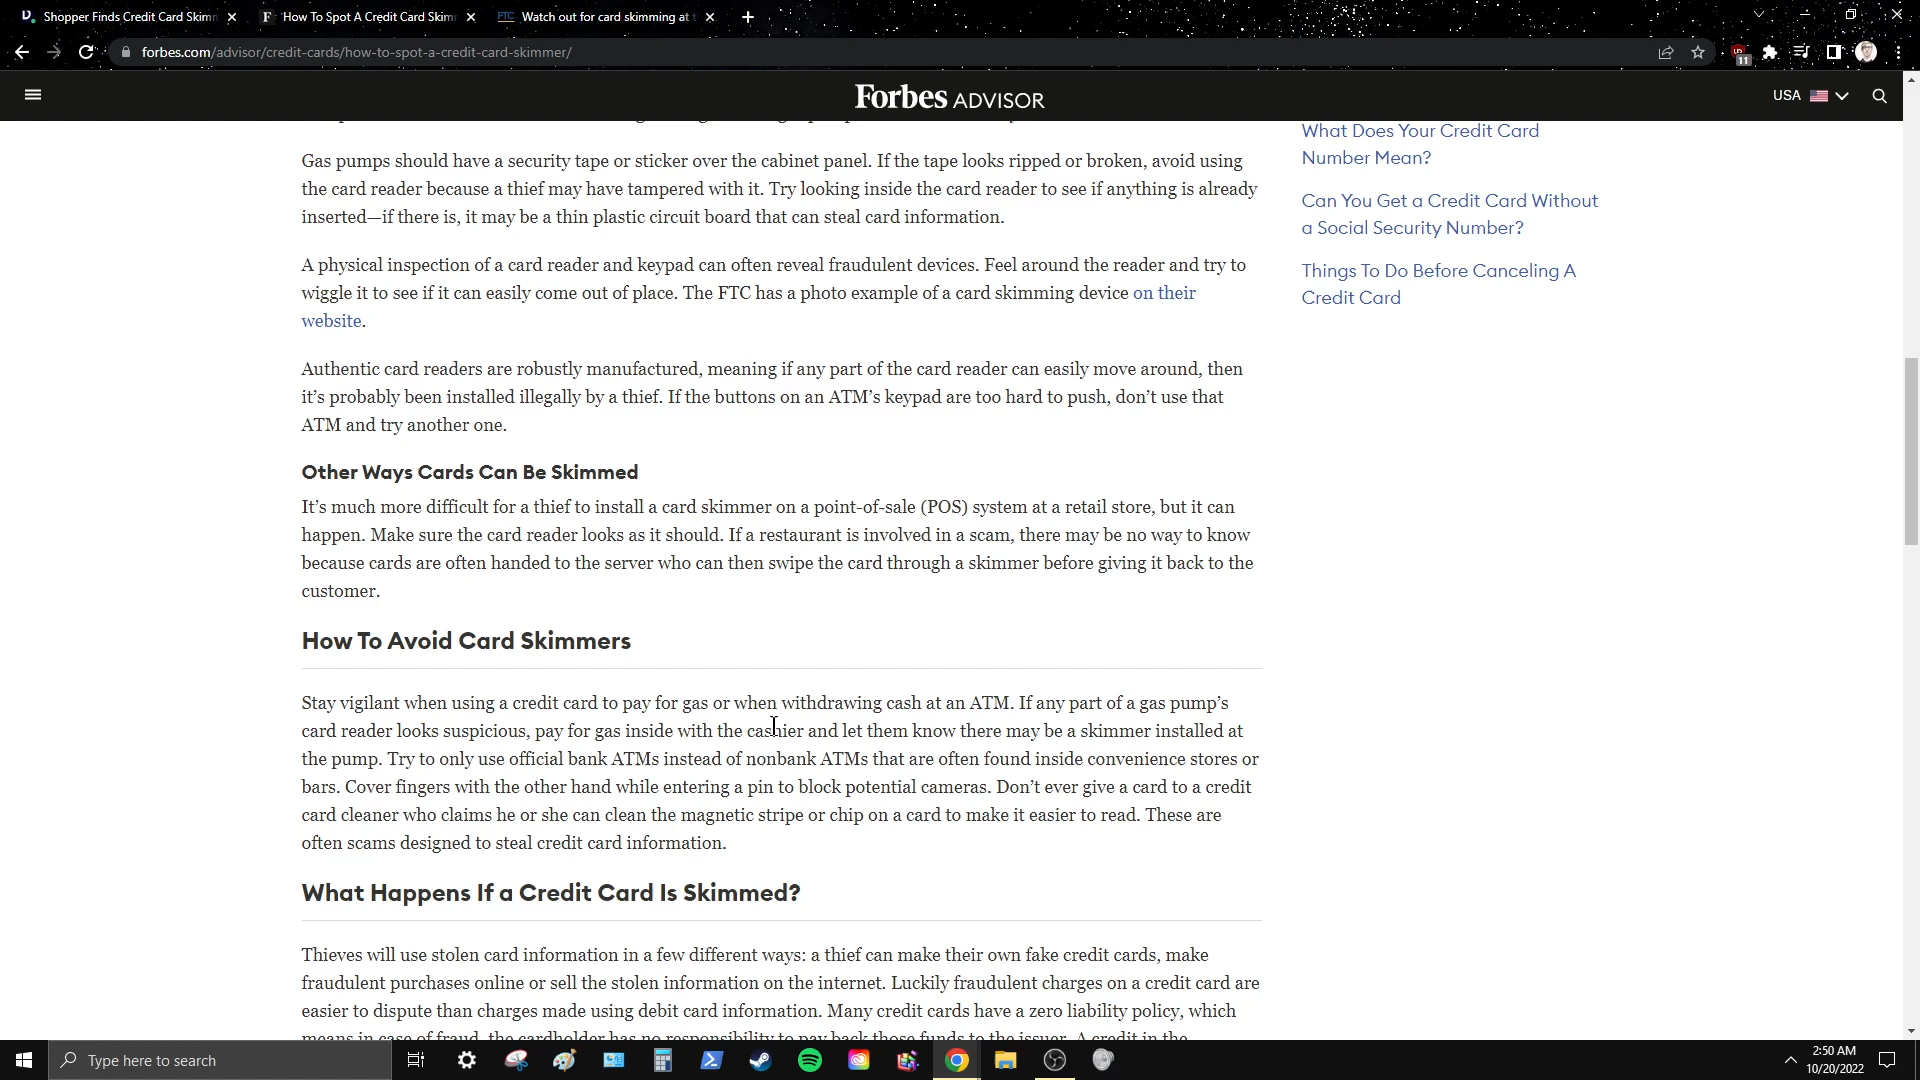 Shopper Finds Credit Card Skimm
How To Spot A Credit Card Skimm
FTC Watch out for card skimming at t
forbes.com/advisor/credit-cards/how-to-spot-a-credit-card-skimmer/
11
Forbes ADVISOR
USA
Gas pumps should have a security tape or sticker over the cabinet panel. If the tape looks ripped or broken, avoid using
the card reader because a thief may have tampered with it. Try looking inside the card reader to see if anything is already
inserted—if there is, it may be a thin plastic circuit board that can steal card information.
A physical inspection of a card reader and keypad can often reveal fraudulent devices. Feel around the reader and try to
wiggle it to see if it can easily come out of place. The FTC has a photo example of a card skimming device on their
website.
Authentic card readers are robustly manufactured, meaning if any part of the card reader can easily move around, then
it’s probably been installed illegally by a thief. If the buttons on an ATM’s keypad are too hard to push, don’t use that
ATM and try another one.
Other Ways Cards Can Be Skimmed
It’s much more difficult for a thief to install a card skimmer on a point-of-sale (POS) system at a retail store, but it can
happen. Make sure the card reader looks as it should. If a restaurant is involved in a scam, there may be no way to know
because cards are often handed to the server who can then swipe the card through a skimmer before giving it back to the
customer.
How To Avoid Card Skimmers
Stay vigilant when using a credit card to pay for gas or when withdrawing cash at an ATM. If any part of a gas pump’s
card reader looks suspicious, pay for gas inside with the cashier and let them know there may be a skimmer installed at
the pump. Try to only use official bank ATMs instead of nonbank ATMs that are often found inside convenience stores or
bars. Cover fingers with the other hand while entering a pin to block potential cameras. Don’t ever give a card to a credit
card cleaner who claims he or she can clean the magnetic stripe or chip on a card to make it easier to read. These are
often scams designed to steal credit card information.
What Happens If a Credit Card Is Skimmed?
Thieves will use stolen card information in a few different ways: a thief can make their own fake credit cards, make
fraudulent purchases online or sell the stolen information on the internet. Luckily fraudulent charges on a credit card are
easier to dispute than charges made using debit card information. Many credit cards have a zero liability policy, which
means in case of fraud, the cardholder has no responsibility to pay back those funds to the issuer. A credit in the
What Does Your Credit Card
Number Mean?
Can You Get a Credit Card Without
a Social Security Number?
Things To Do Before Canceling A
Credit Card
Type here to search
2:50 AM
10/20/2022